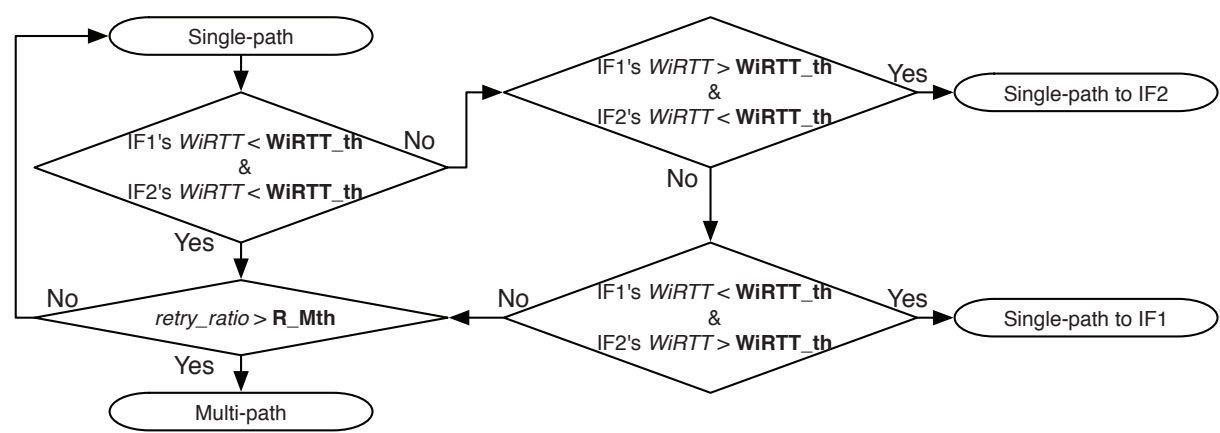 Single-path
IF1's WiRTT < WiRTT_th
&
IF2's WiRTT < WiRTT_th
No
Yes
IF1's WiRTT > WiRTT_th
&
IF2's WiRTT < WiRTT_th
Yes
No
Single-path to IF2
IF1's WiRTT < WiRTT_th
&
IF2's WiRTT > WiRTT_th
Yes
No
Single-path to IF1
retry_ratio > R_Mth
No
Yes
Multi-path